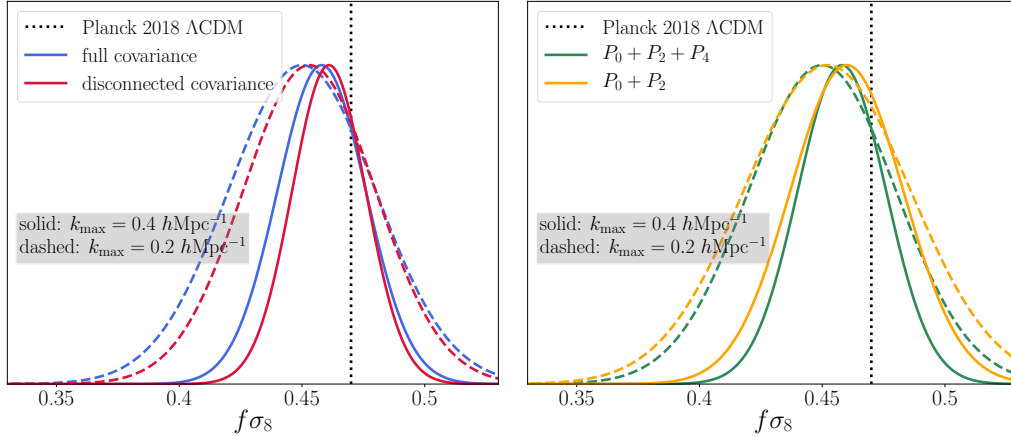 Planck 2018 ΛCDM
full covariance
disconnected covariance
solid: k_max = 0.4 hMpc⁻¹
dashed: k_max = 0.2 hMpc⁻¹
0.35 0.4 0.45 0.5
fσ₈
Planck 2018 ΛCDM
P₀ + P₂ + P₄
P₀ + P₂
solid: k_max = 0.4 hMpc⁻¹
dashed: k_max = 0.2 hMpc⁻¹
0.35 0.4 0.45 0.5
fσ₈